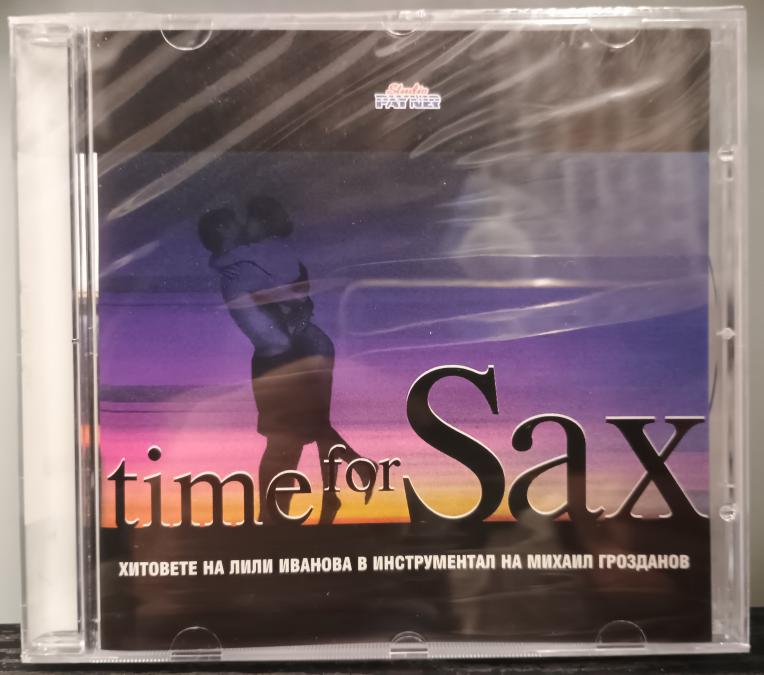 Studio
PAYNER
time for Sax
ХИТОВЕТЕ НА ЛИЛИ ИВАНОВА В ИНСТРУМЕНТАЛ НА МИХАИЛ ГРОЗДАНОВ